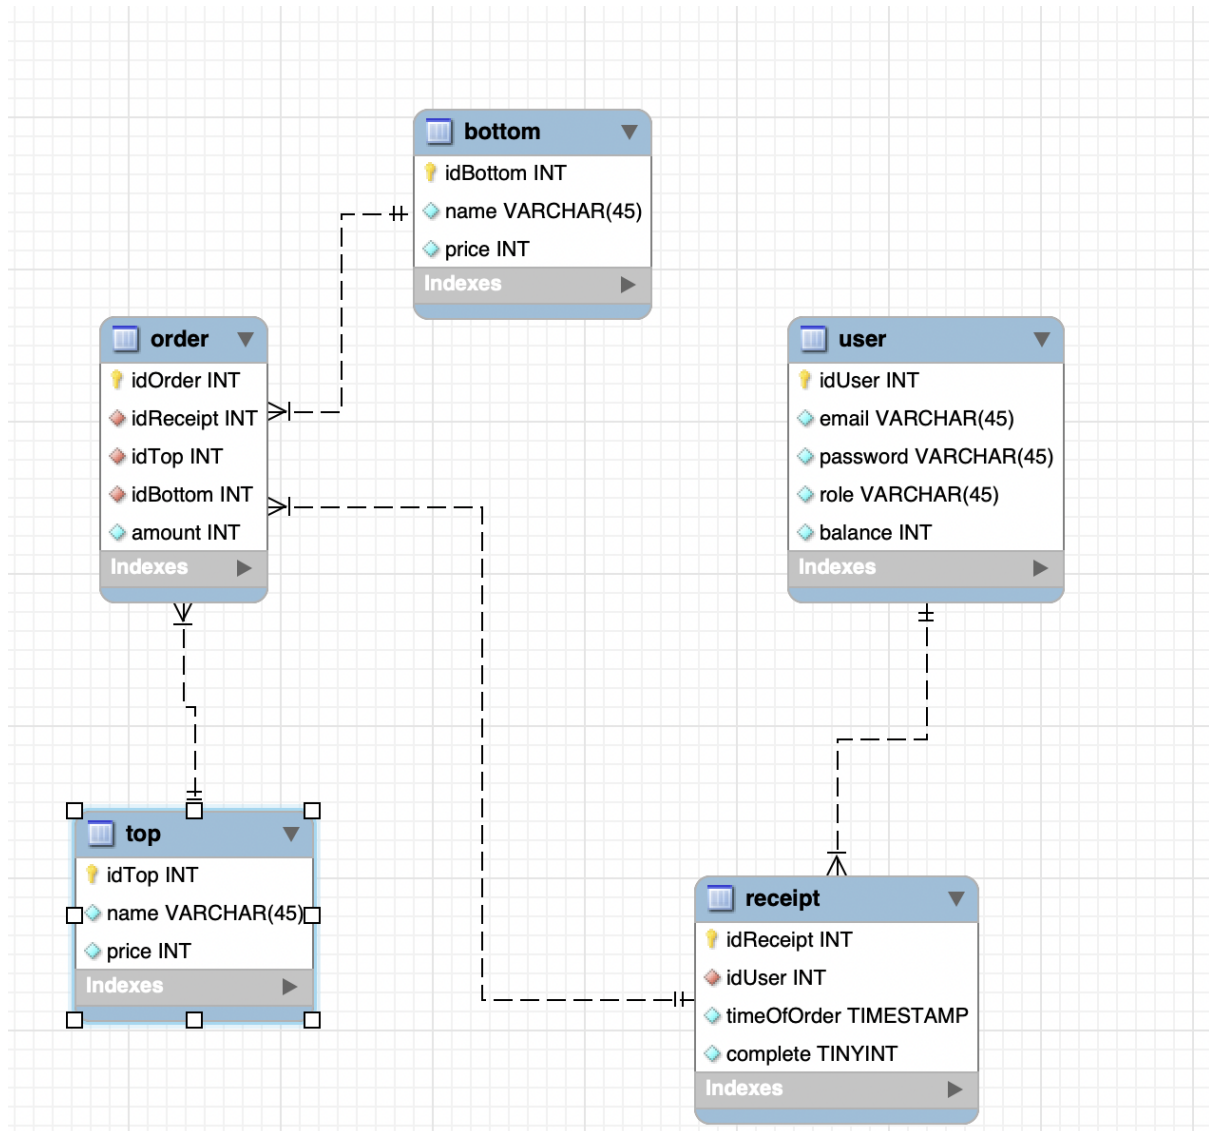 bottom
idBottom INT
name VARCHAR(45)
price INT
Indexes
order
idOrder INT
idReceipt INT
idTop INT
idBottom INT
amount INT
Indexes
user
idUser INT
email VARCHAR(45)
password VARCHAR(45)
role VARCHAR(45)
balance INT
Indexes
top
idTop INT
name VARCHAR(45)
price INT
Indexes
receipt
idReceipt INT
idUser INT
timeOfOrder TIMESTAMP
complete TINYINT
Indexes